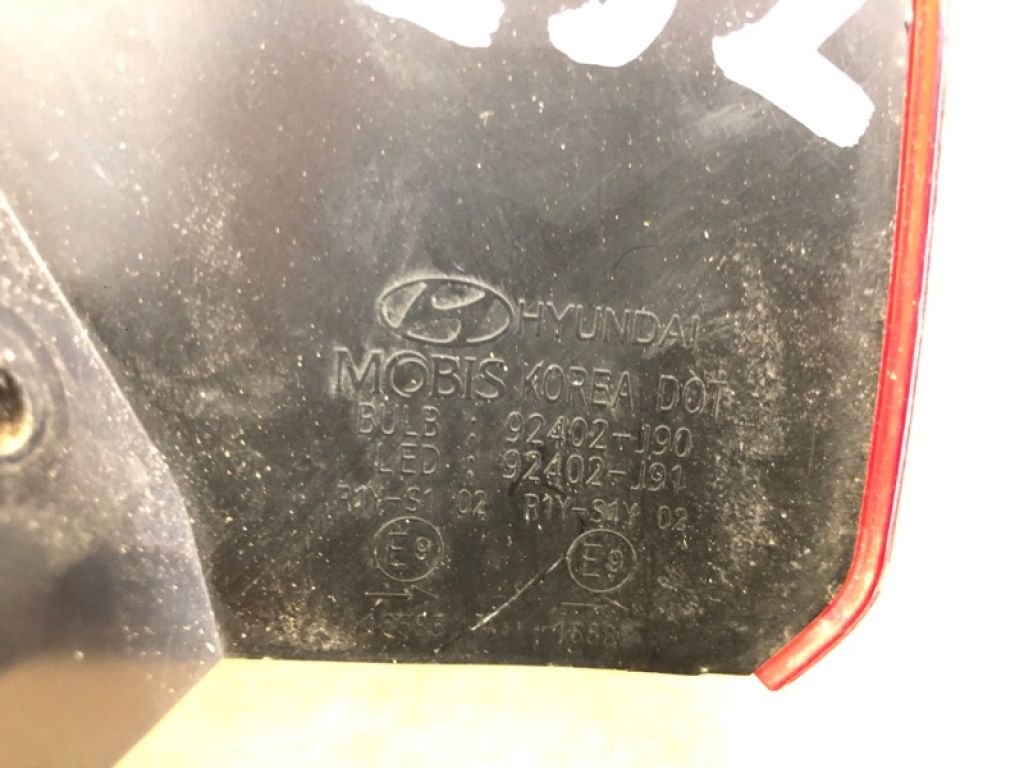 HYUNDAI
MOBIS KOREA DOT
BULB : 92402-J90
LED : 92402-J91
R1Y-S1 02 R1Y-S1Y 02
E9 E9